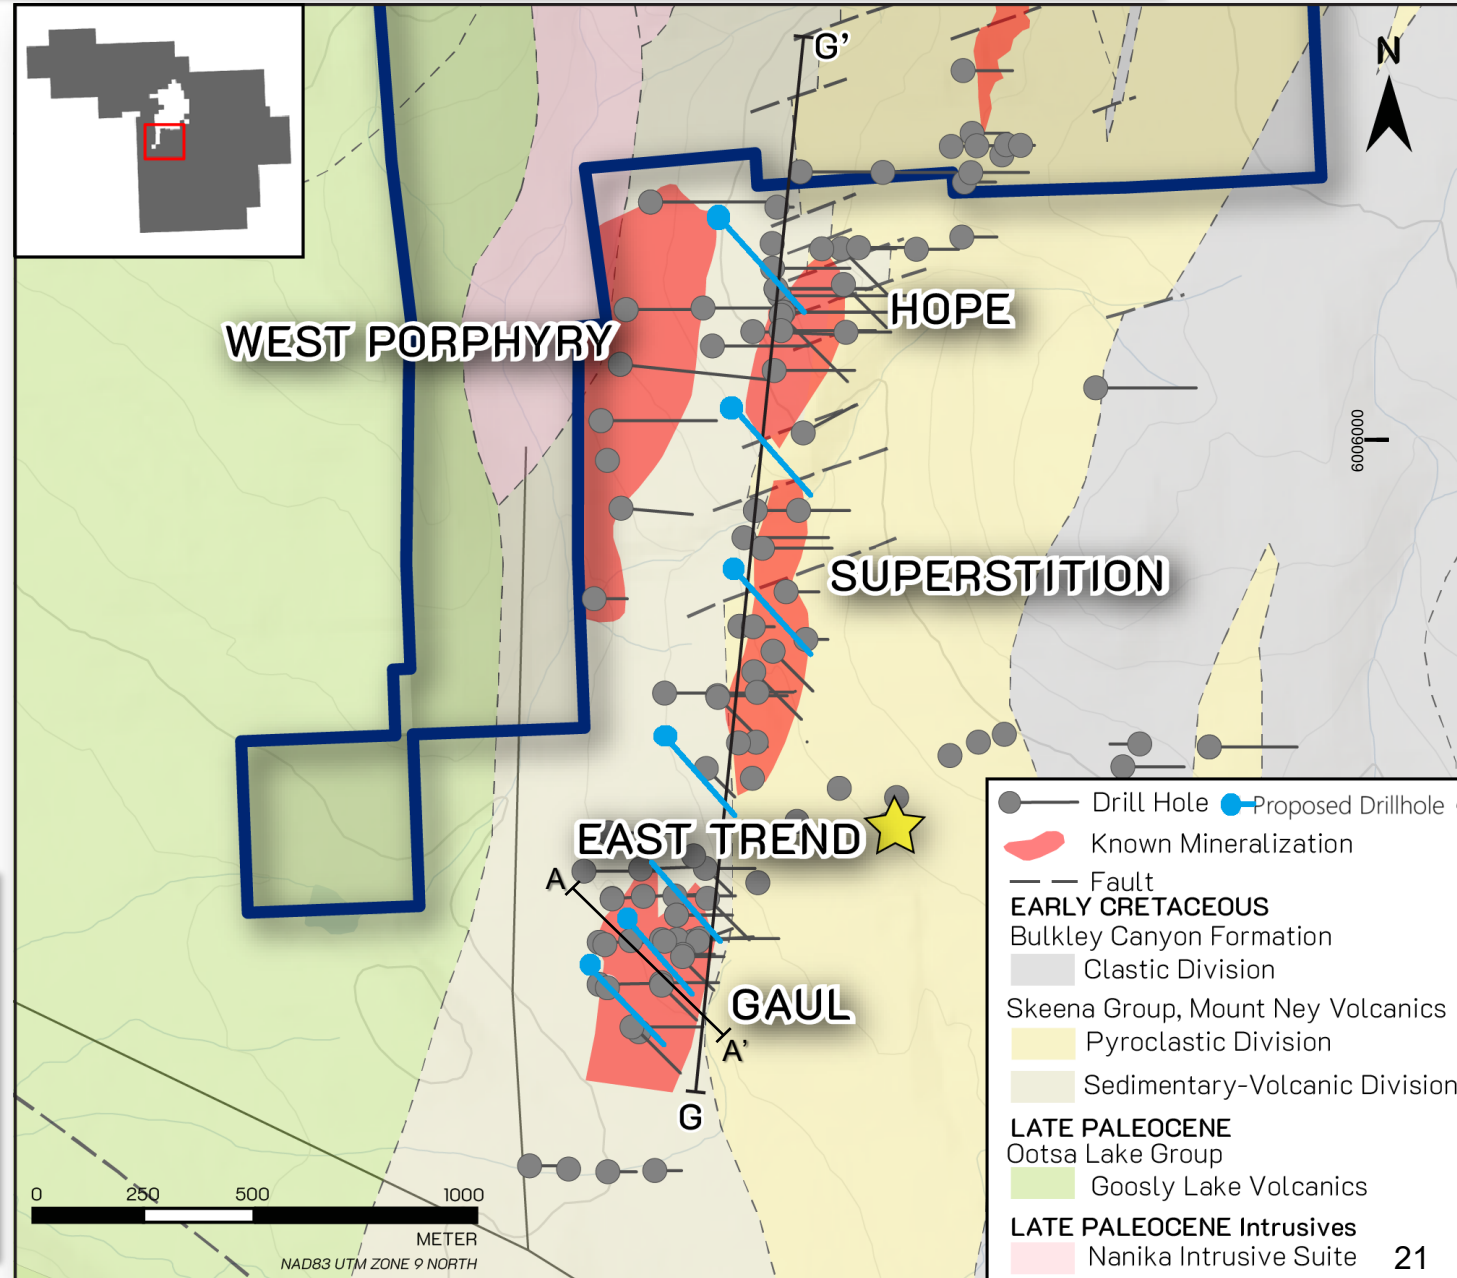 G'
N
HOPE
WEST PORPHYRY
6006000
SUPERSTITION
EAST TREND
A
GAUL
A'
G
Drill Hole
Proposed Drillhole
Known Mineralization
Fault
EARLY CRETACEOUS
Bulkley Canyon Formation
Clastic Division
Skeena Group, Mount Ney Volcanics
Pyroclastic Division
Sedimentary-Volcanic Division
LATE PALEOCENE
Ootsa Lake Group
Goosly Lake Volcanics
LATE PALEOCENE Intrusives
Nanika Intrusive Suite
21
0 250 500 1000
METER
NAD83 UTM ZONE 9 NORTH